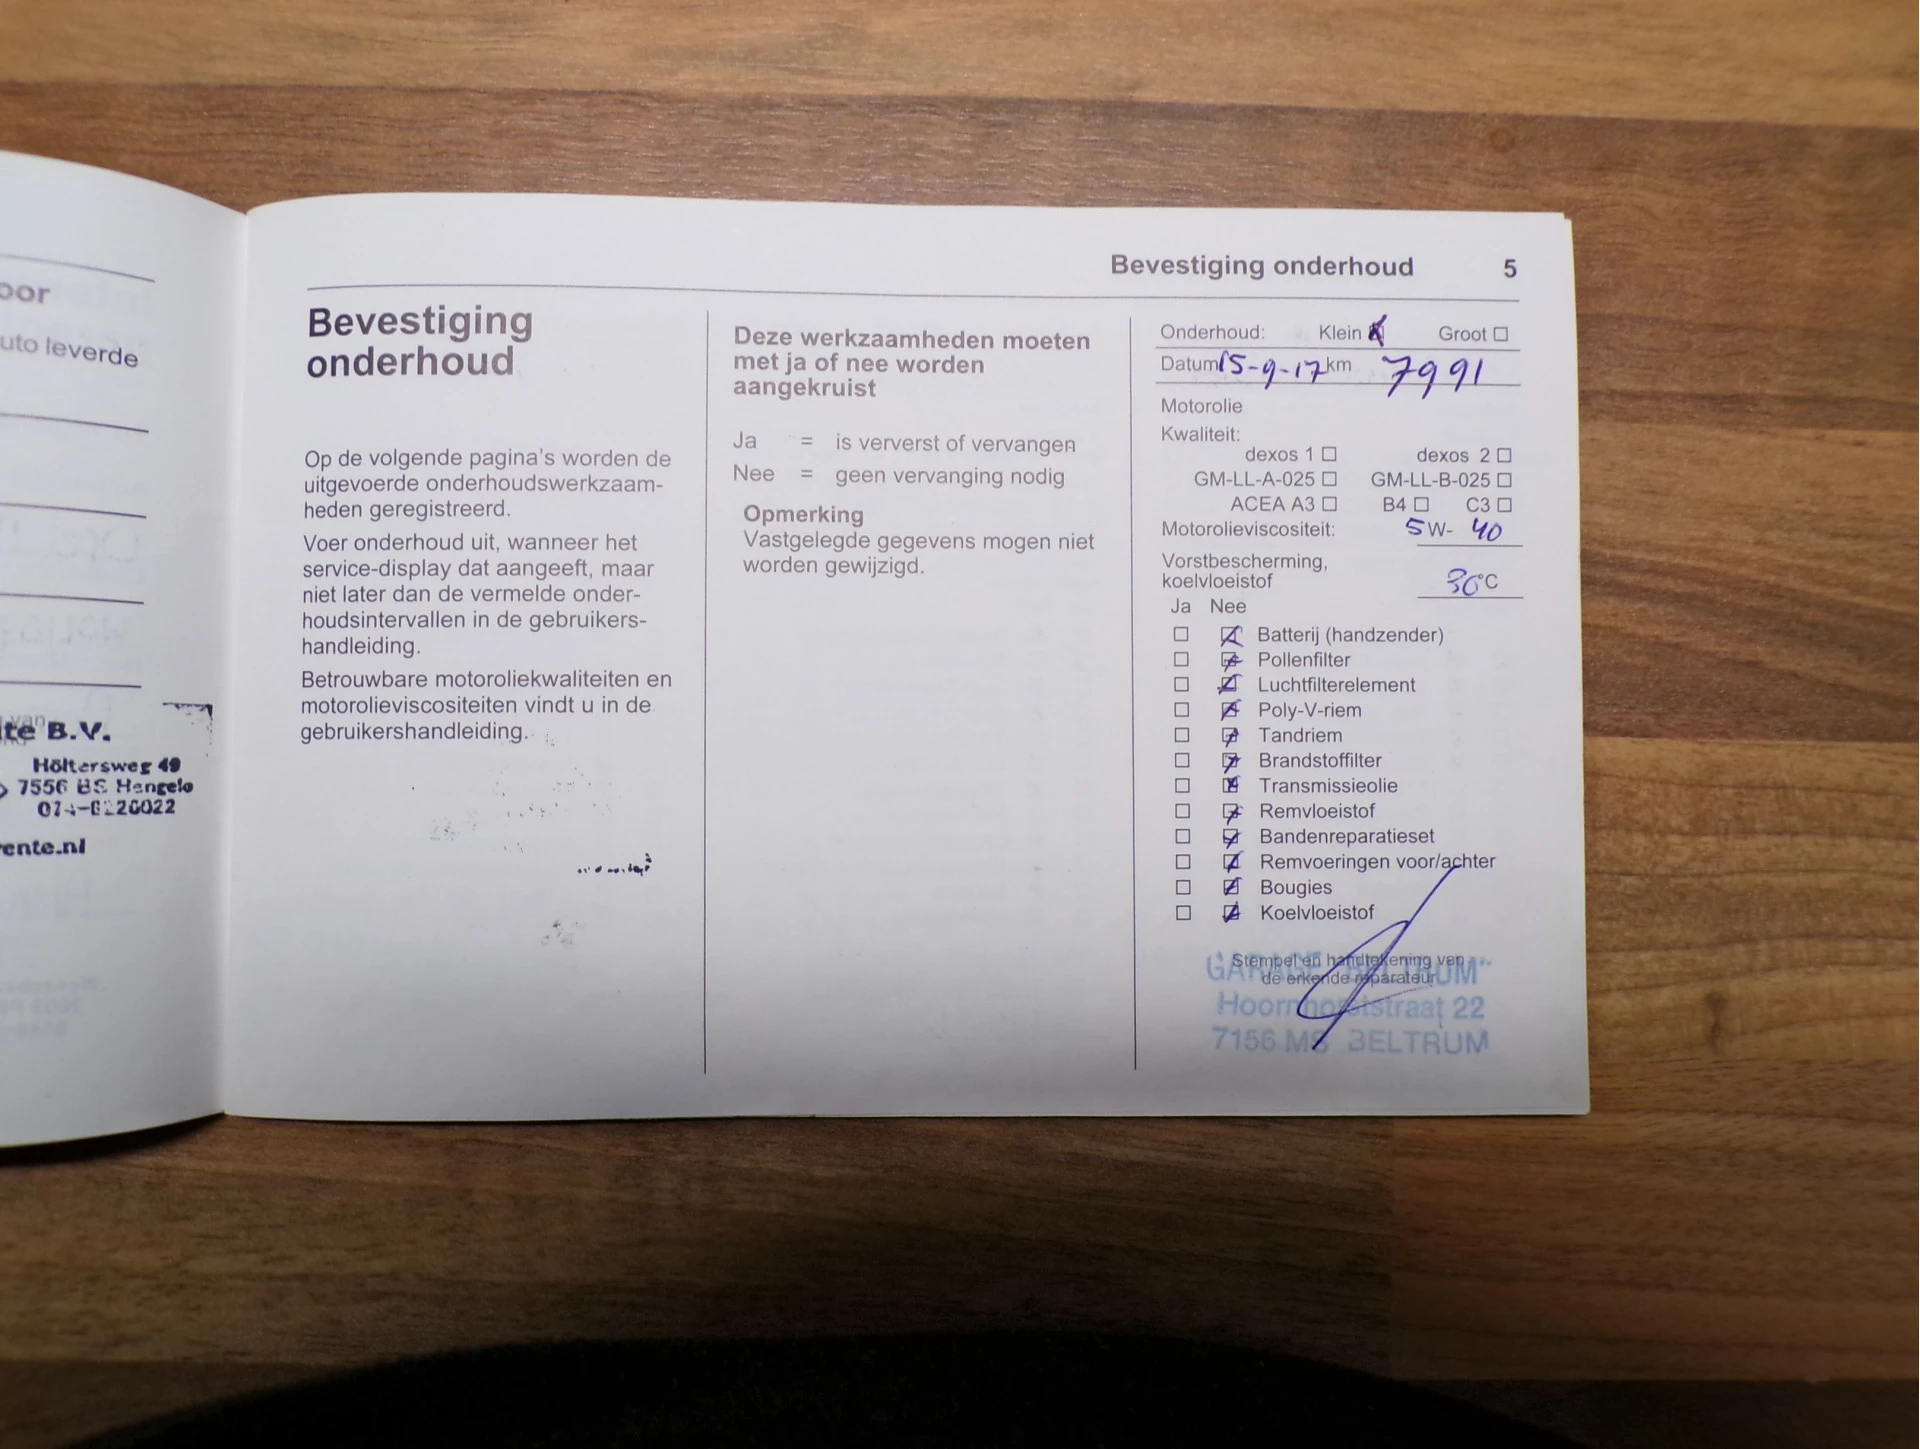 oor
uto leverde
te B.V.
Höltersweg 49
7556 BS Hengelo
ente.nl
Bevestiging onderhoud 5
Bevestiging
onderhoud
Op de volgende pagina's worden de
uitgevoerde onderhoudswerkzaam-
heden geregistreerd.
Voer onderhoud uit, wanneer het
service-display dat aangeeft, maar
niet later dan de vermelde onder-
houdsintervallen in de gebruikers-
handleiding.
Betrouwbare motoroliekwaliteiten en
motorolieviscositeiten vindt u in de
gebruikershandleiding.
Deze werkzaamheden moeten
met ja of nee worden
aangekruist
Ja = is ververst of vervangen
Nee = geen vervanging nodig
Opmerking
Vastgelegde gegevens mogen niet
worden gewijzigd.
Onderhoud: Klein Groot
Datum 15-9-17 km 7991
Motorolie
Kwaliteit:
dexos 1 dexos 2
GM-LL-A-025 GM-LL-B-025
ACEA A3 B4 C3
Motorolieviscositeit: 5W- 40
Vorstbescherming,
koelvloeistof 30°C
Ja Nee
Batterij (handzender)
Pollenfilter
Luchtfilterelement
Poly-V-riem
Tandriem
Brandstoffilter
Transmissieolie
Remvloeistof
Bandenreparatieset
Remvoeringen voor/achter
Bougies
Koelvloeistof
Stempel en handtekening van
de erkende reparateur
GARAGE BELTRUM"
Hoornhorststraat 22
7156 MS BELTRUM